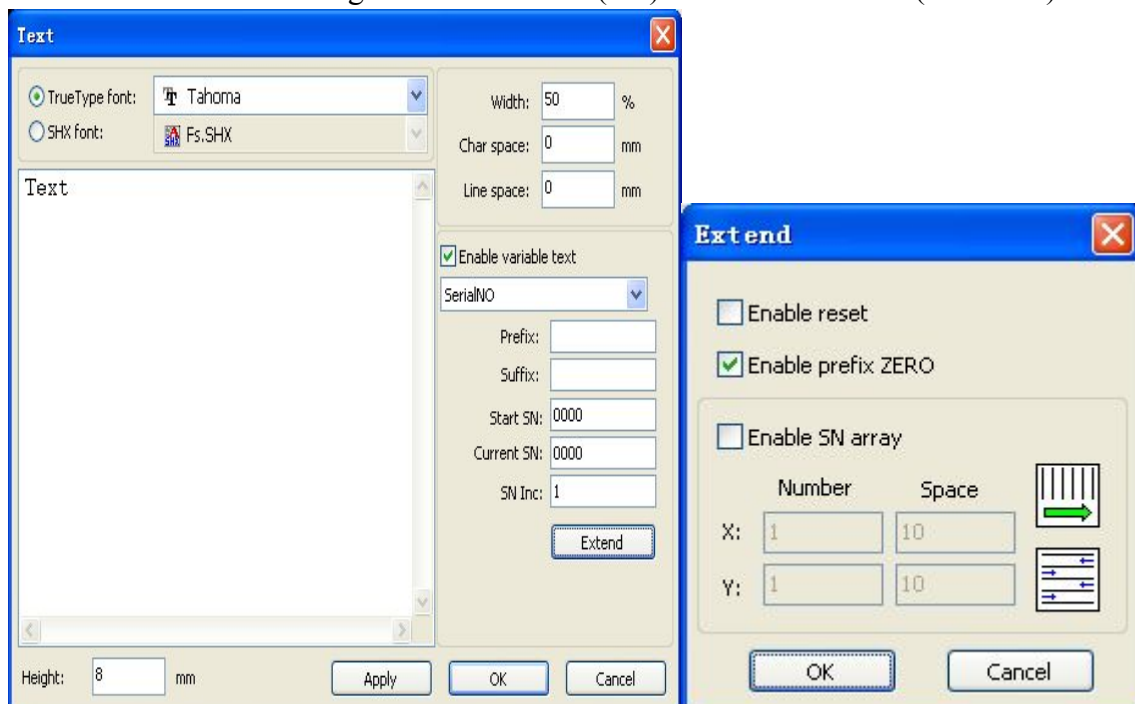 Text
TrueType font: Tahoma
SHX font: Fs.SHX
Text
Width: 50 %
Char space: 0 mm
Line space: 0 mm
Enable variable text
SerialNO
Prefix:
Suffix:
Start SN: 0000
Current SN: 0000
SN Inc: 1
Extend
Height: 8 mm
Apply
OK
Cancel
Extend
Enable reset
Enable prefix ZERO
Enable SN array
Number Space
X: 1 10
Y: 1 10
OK
Cancel